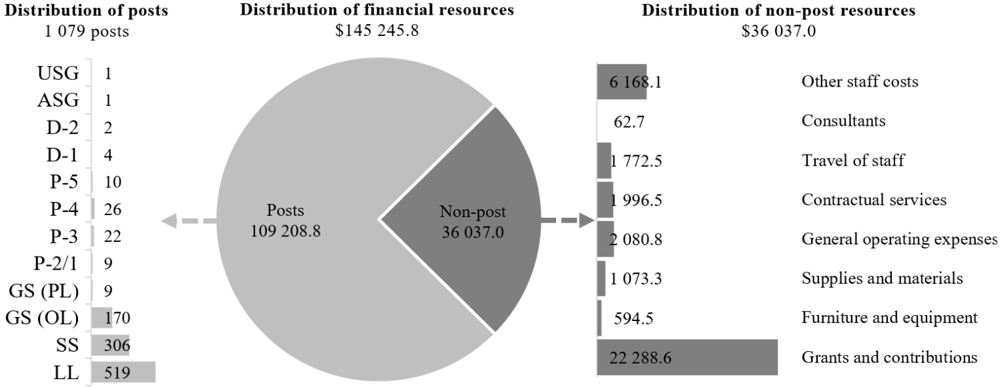 Distribution of posts
1 079 posts
USG 1
ASG 1
D-2 2
D-1 4
P-5 10
P-4 26
P-3 22
P-2/1 9
GS (PL) 9
GS (OL) 170
SS 306
LL 519
Distribution of financial resources
$145 245.8
Posts
109 208.8
Non-post
36 037.0
Distribution of non-post resources
$36 037.0
6 168.1 Other staff costs
62.7 Consultants
1 772.5 Travel of staff
1 996.5 Contractual services
2 080.8 General operating expenses
1 073.3 Supplies and materials
594.5 Furniture and equipment
22 288.6 Grants and contributions